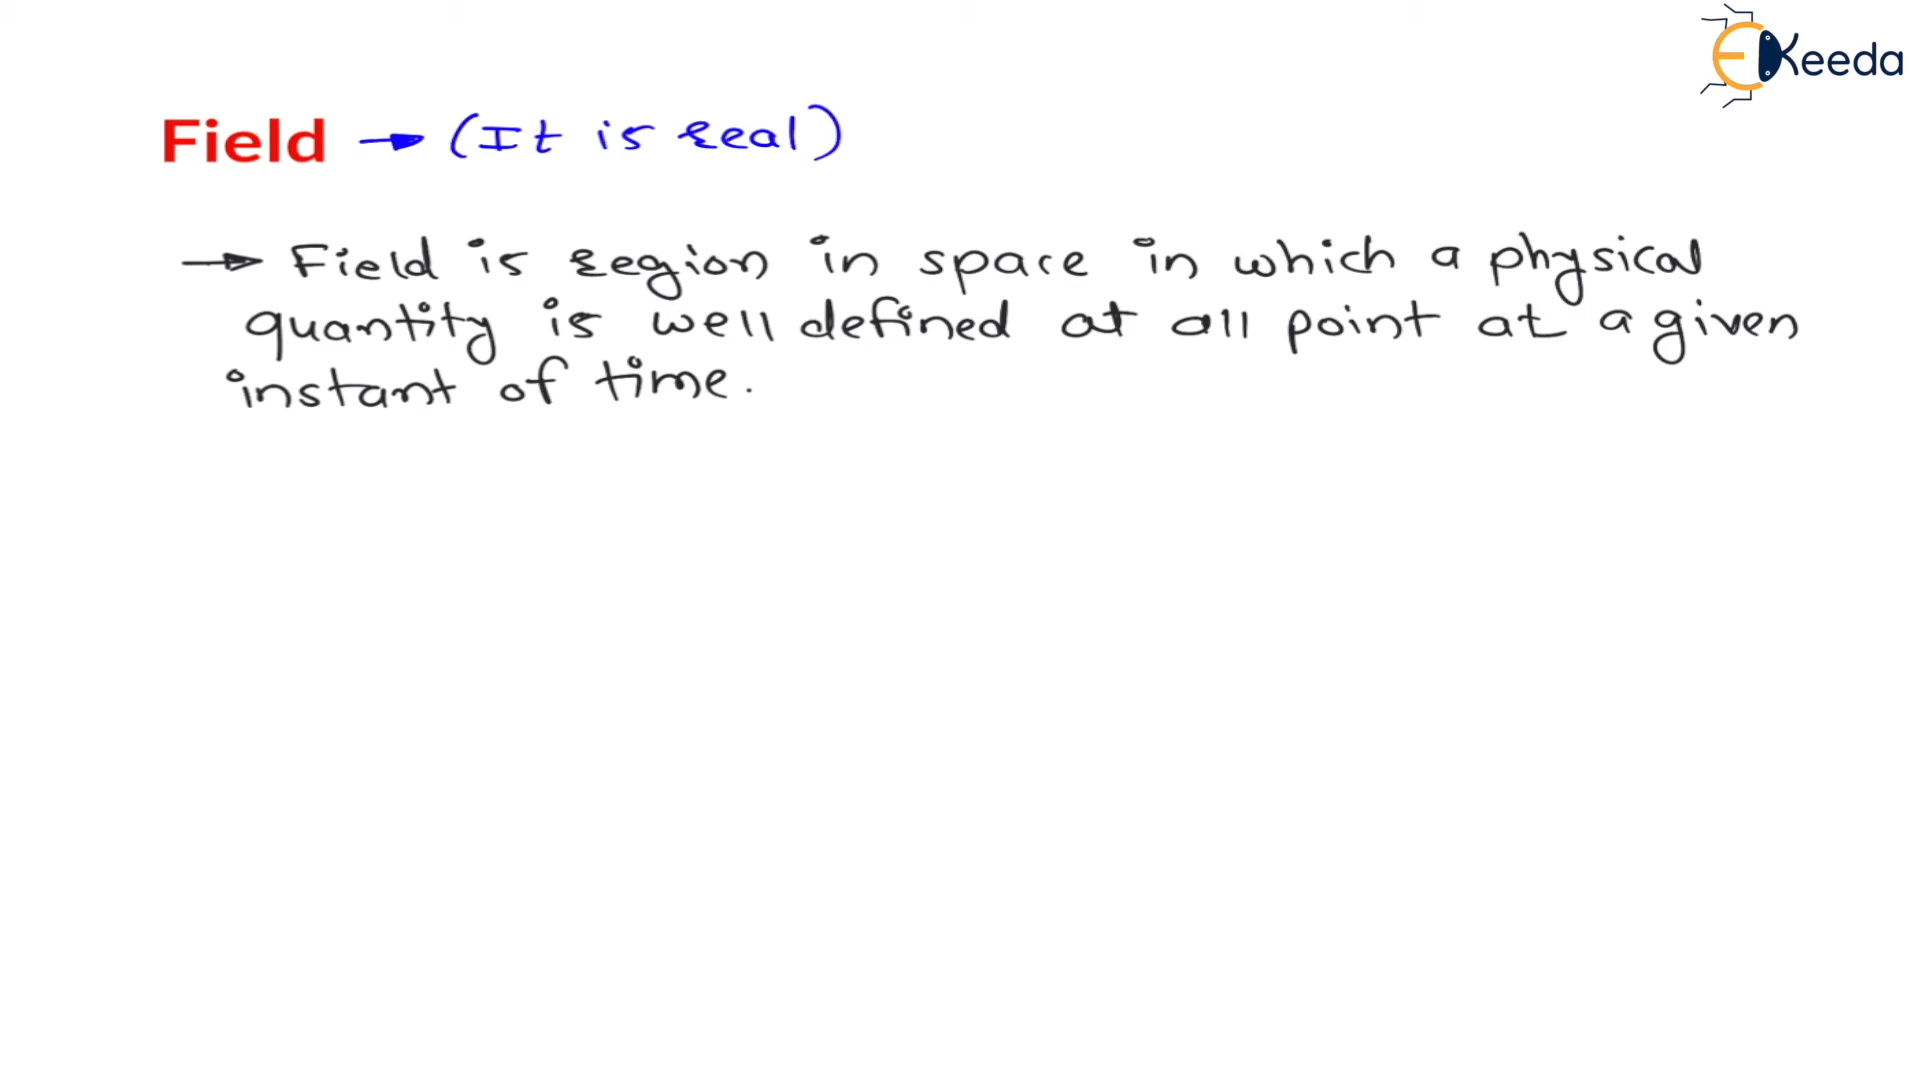 EKeeda
Field → (It is real)
→ Field is region in space in which a physical
quantity is well defined at all point at a given
instant of time.